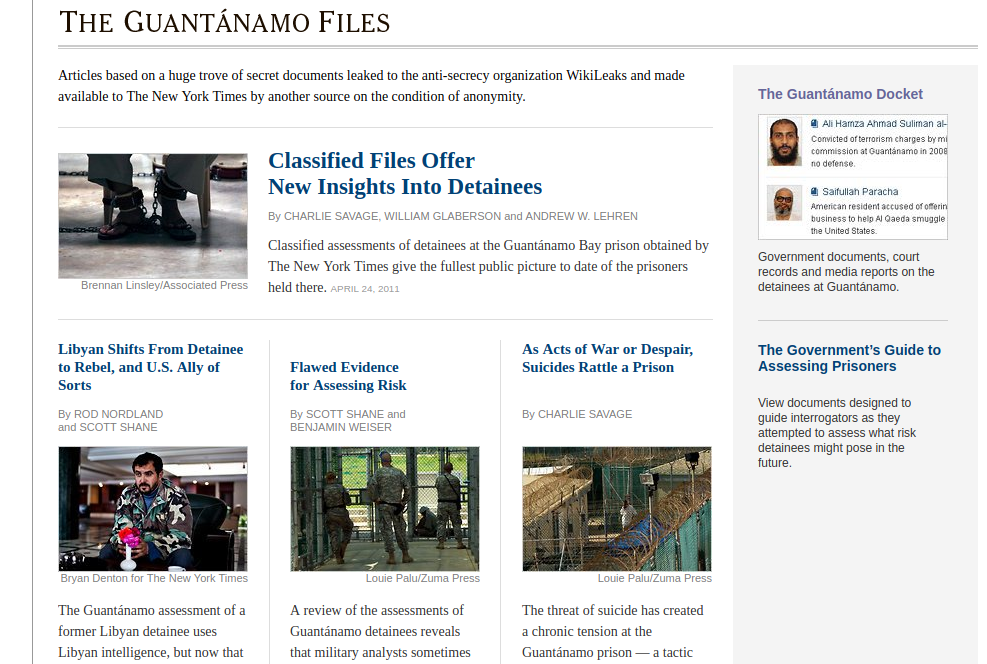 THE GUANTÁNAMO FILES
Articles based on a huge trove of secret documents leaked to the anti-secrecy organization WikiLeaks and made
available to The New York Times by another source on the condition of anonymity.
Classified Files Offer
New Insights Into Detainees
By CHARLIE SAVAGE, WILLIAM GLABERSON and ANDREW W. LEHREN
Classified assessments of detainees at the Guantánamo Bay prison obtained by
The New York Times give the fullest public picture to date of the prisoners
held there. APRIL 24, 2011
Brennan Linsley/Associated Press
Libyan Shifts From Detainee
to Rebel, and U.S. Ally of
Sorts
By ROD NORDLAND
and SCOTT SHANE
Bryan Denton for The New York Times
The Guantánamo assessment of a
former Libyan detainee uses
Libyan intelligence, but now that
Flawed Evidence
for Assessing Risk
By SCOTT SHANE and
BENJAMIN WEISER
Louie Palu/Zuma Press
A review of the assessments of
Guantánamo detainees reveals
that military analysts sometimes
As Acts of War or Despair,
Suicides Rattle a Prison
By CHARLIE SAVAGE
Louie Palu/Zuma Press
The threat of suicide has created
a chronic tension at the
Guantánamo prison — a tactic
The Guantánamo Docket
Ali Hamza Ahmad Suliman al-
Convicted of terrorism charges by mi
commission at Guantánamo in 2008
no defense.
Saifullah Paracha
American resident accused of offerin
business to help Al Qaeda smuggle
the United States.
Government documents, court
records and media reports on the
detainees at Guantánamo.
The Government's Guide to
Assessing Prisoners
View documents designed to
guide interrogators as they
attempted to assess what risk
detainees might pose in the
future.